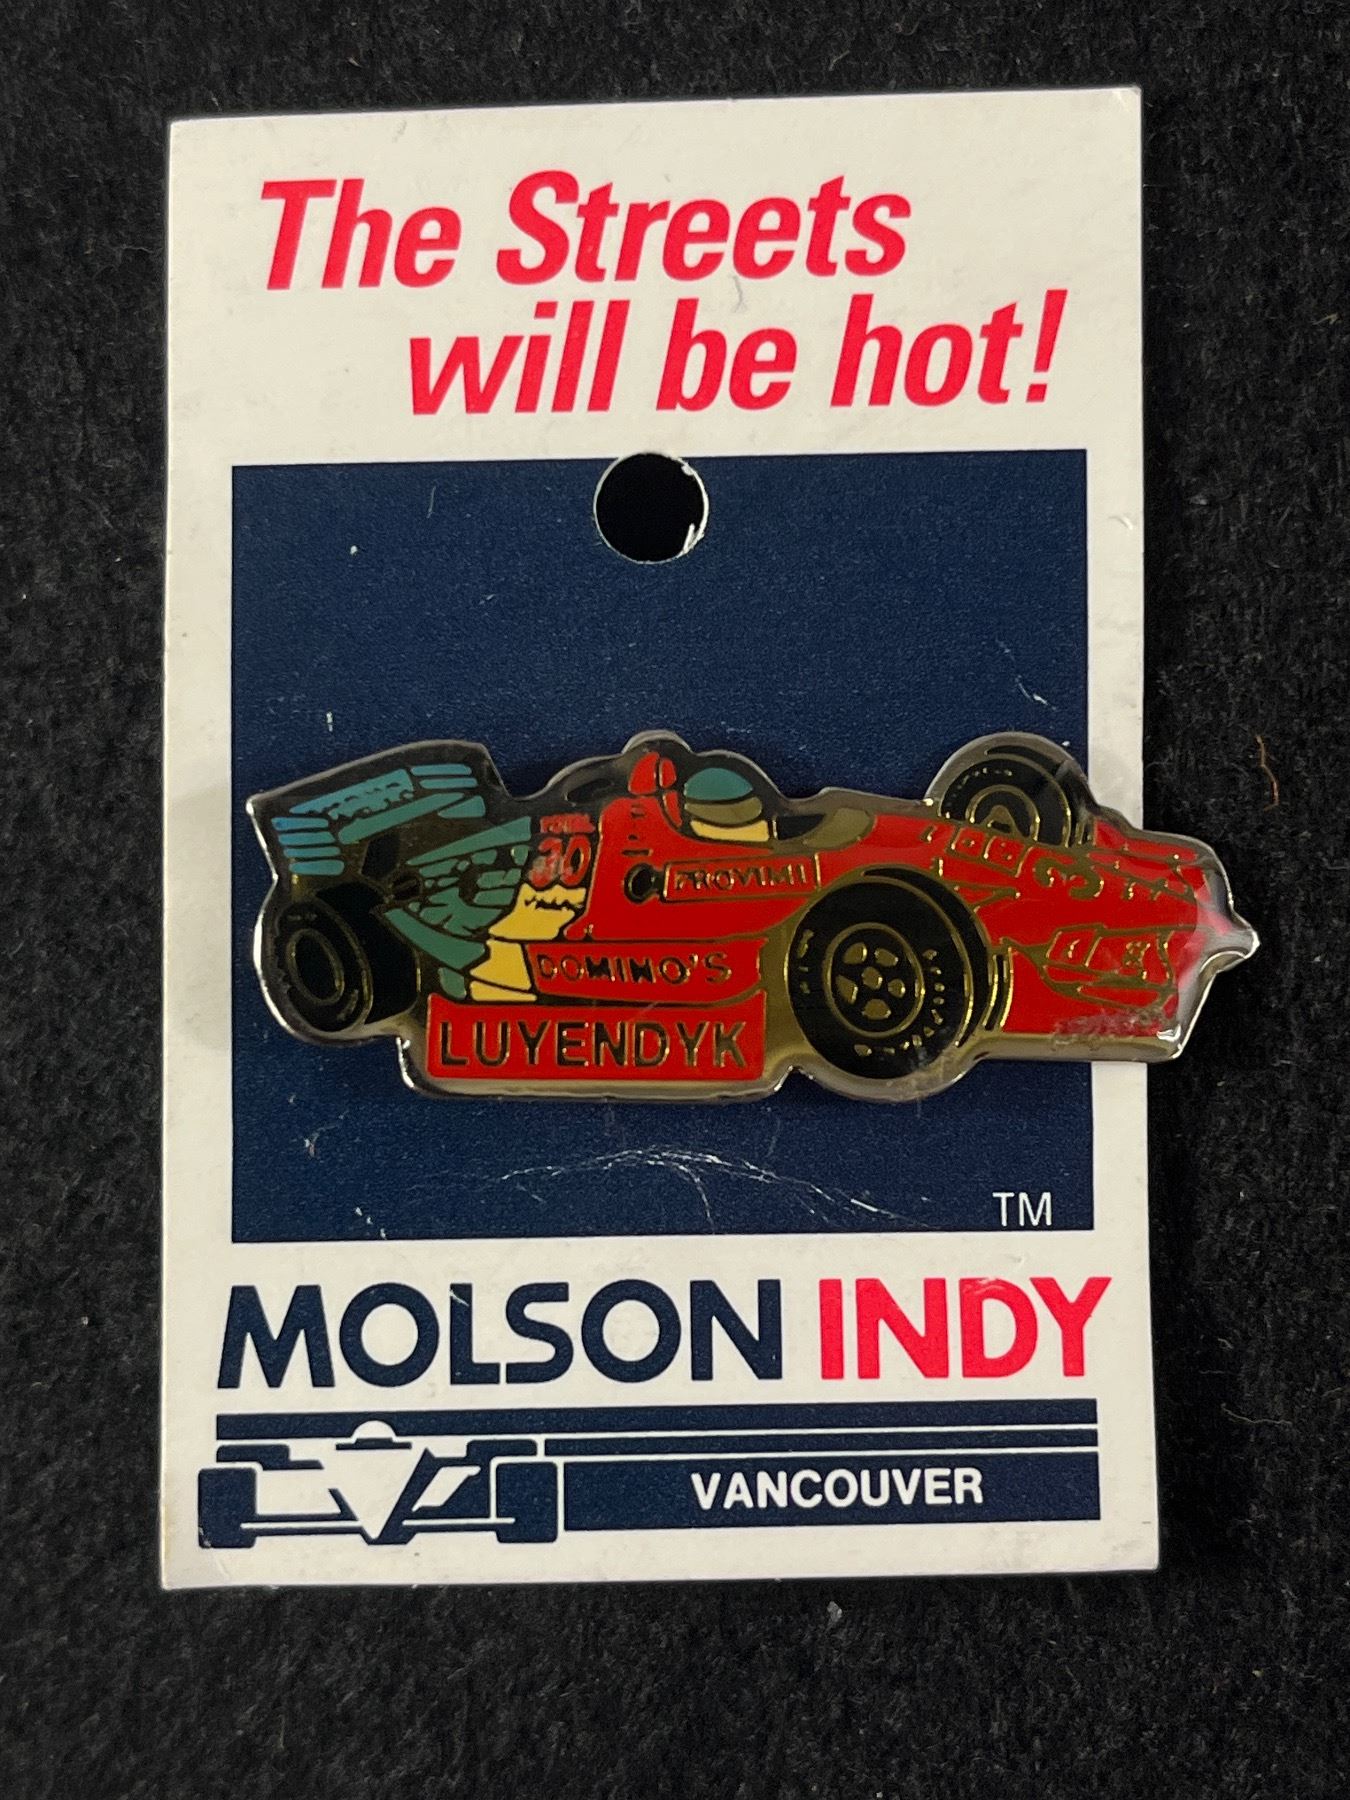 The Streets
will be hot!
30
PROVIMI
DOMINO'S
LUYENDYK
TM
MOLSON INDY
VANCOUVER